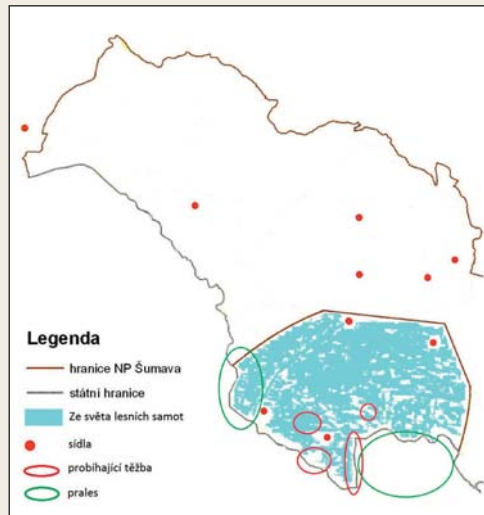 Legenda
hranice NP Šumava
státní hranice
Ze světa lesních samot
sídla
probíhající těžba
prales